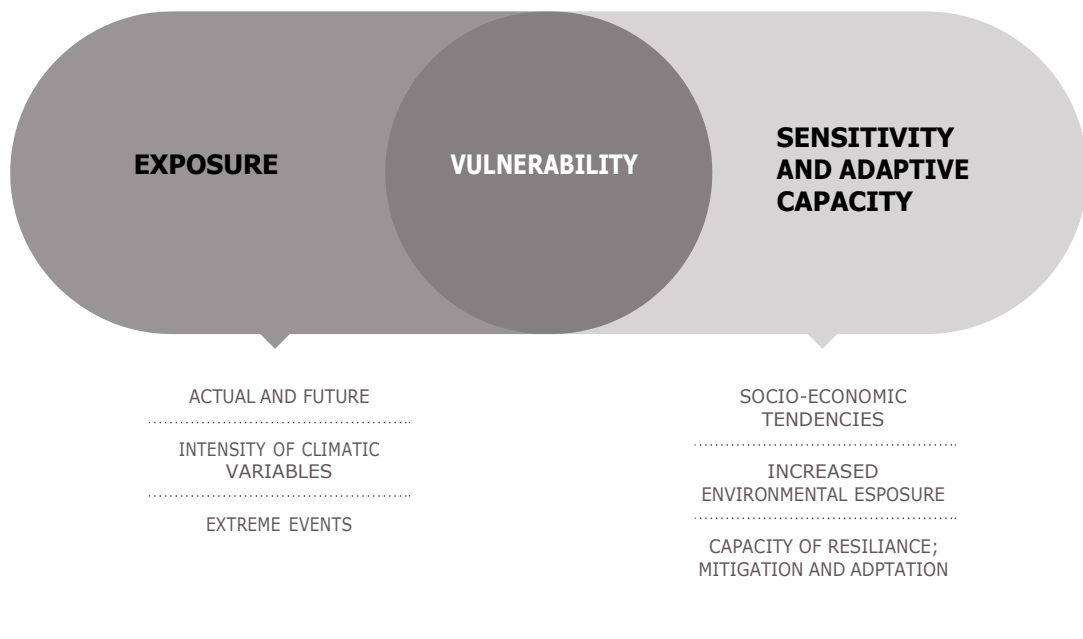 EXPOSURE
VULNERABILITY
SENSITIVITY
AND ADAPTIVE
CAPACITY
ACTUAL AND FUTURE
INTENSITY OF CLIMATIC
VARIABLES
EXTREME EVENTS
SOCIO-ECONOMIC
TENDENCIES
INCREASED
ENVIRONMENTAL ESPOSURE
CAPACITY OF RESILIANCE;
MITIGATION AND ADPTATION